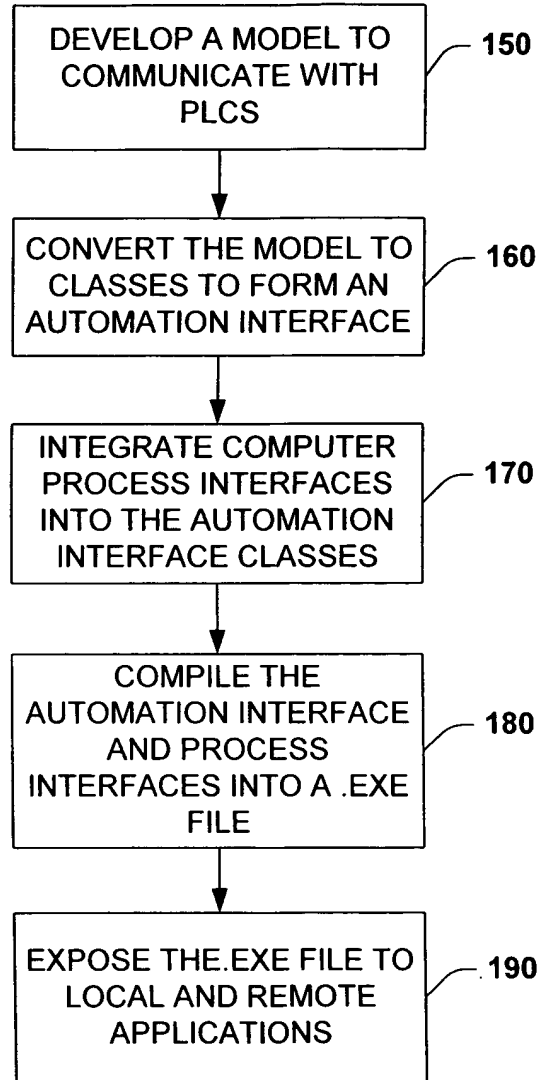 DEVELOP A MODEL TO
COMMUNICATE WITH
PLCS
150
CONVERT THE MODEL TO
CLASSES TO FORM AN
AUTOMATION INTERFACE
160
INTEGRATE COMPUTER
PROCESS INTERFACES
INTO THE AUTOMATION
INTERFACE CLASSES
170
COMPILE THE
AUTOMATION INTERFACE
AND PROCESS
INTERFACES INTO A .EXE
FILE
180
EXPOSE THE.EXE FILE TO
LOCAL AND REMOTE
APPLICATIONS
190